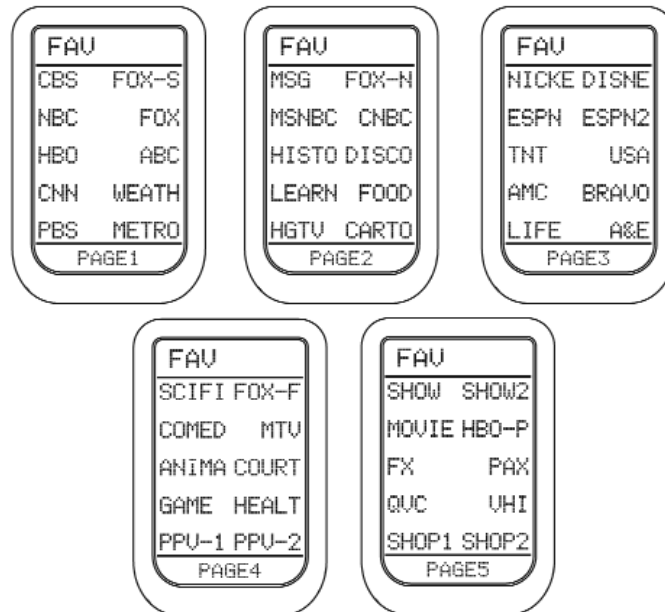 FAV
CBS FOX-S
NBC FOX
HBO ABC
CNN WEATH
PBS METRO
PAGE1
FAV
MSG FOX-N
MSNBC CNBC
HISTO DISCO
LEARN FOOD
HGTV CARTO
PAGE2
FAV
NICKE DISNE
ESPN ESPN2
TNT USA
AMC BRAVO
LIFE A&E
PAGE3
FAV
SCIFI FOX-F
COMED MTV
ANIMA COURT
GAME HEALT
PPV-1 PPV-2
PAGE4
FAV
SHOW SHOW2
MOVIE HBO-P
FX PAX
QVC VHI
SHOP1 SHOP2
PAGE5